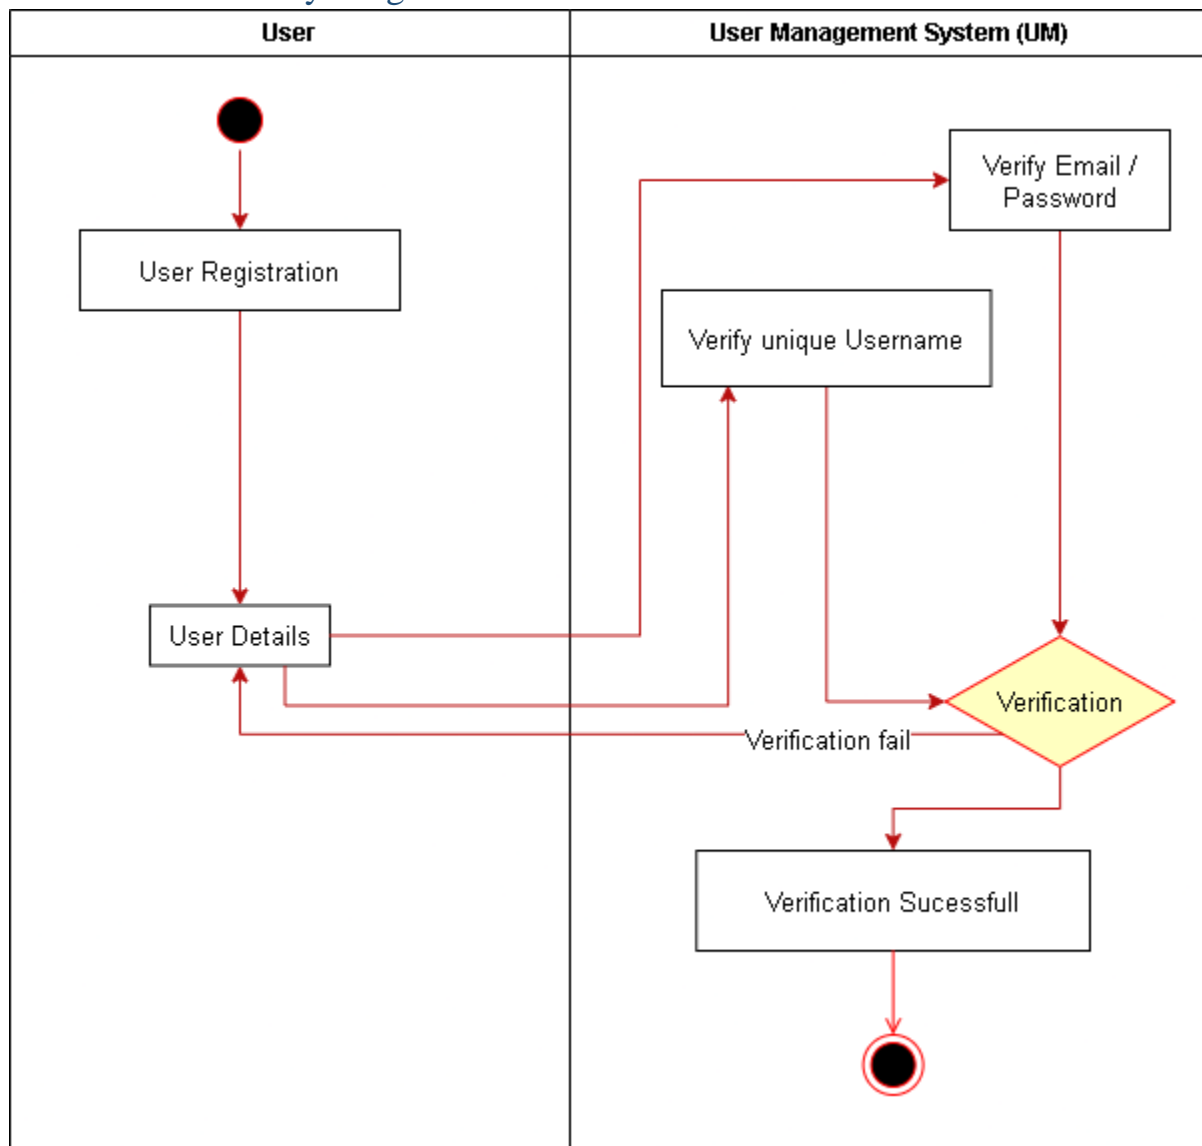 User
User Management System (UM)
Verify Email /
Password
User Registration
Verify unique Username
User Details
Verification
Verification fail
Verification Sucessfull